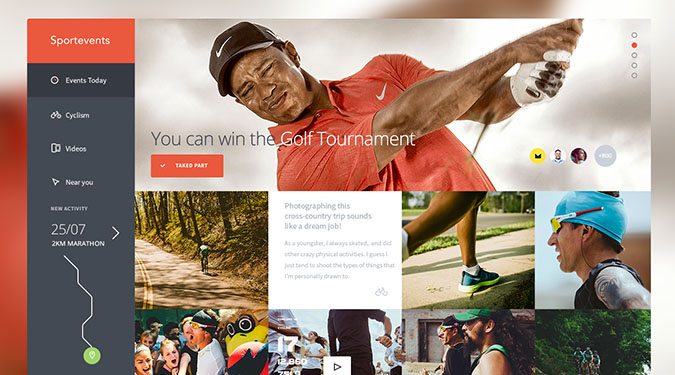 Sportevents
Events Today
Cyclism
Videos
Near you
NEW ACTIVITY
25/07
2KM MARATHON
You can win the Golf Tournament
TAKED PART
+800
Photographing this
cross-country trip sounds
like a dream job!
As a youngster, I always skated, and did
other crazy physical activities. I guess I
just tend to shoot the types of things that
I'm personally drawn to.
17
12.860